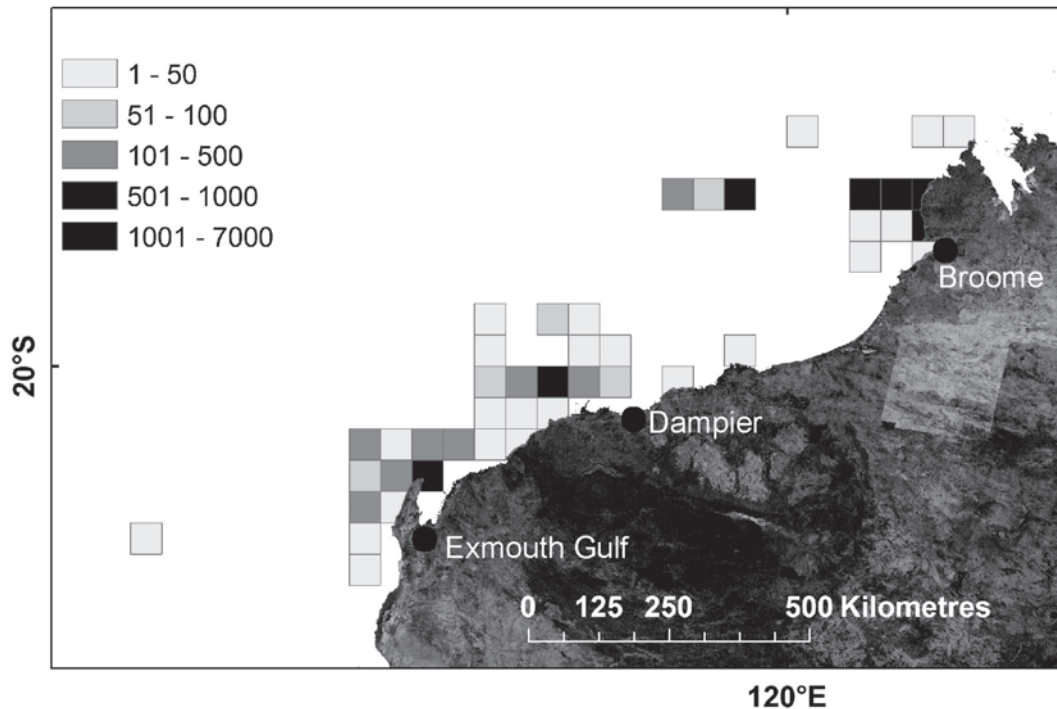 1 - 50
51 - 100
101 - 500
501 - 1000
1001 - 7000
Broome
20°S
Dampier
Exmouth Gulf
0 125 250 500 Kilometres
120°E